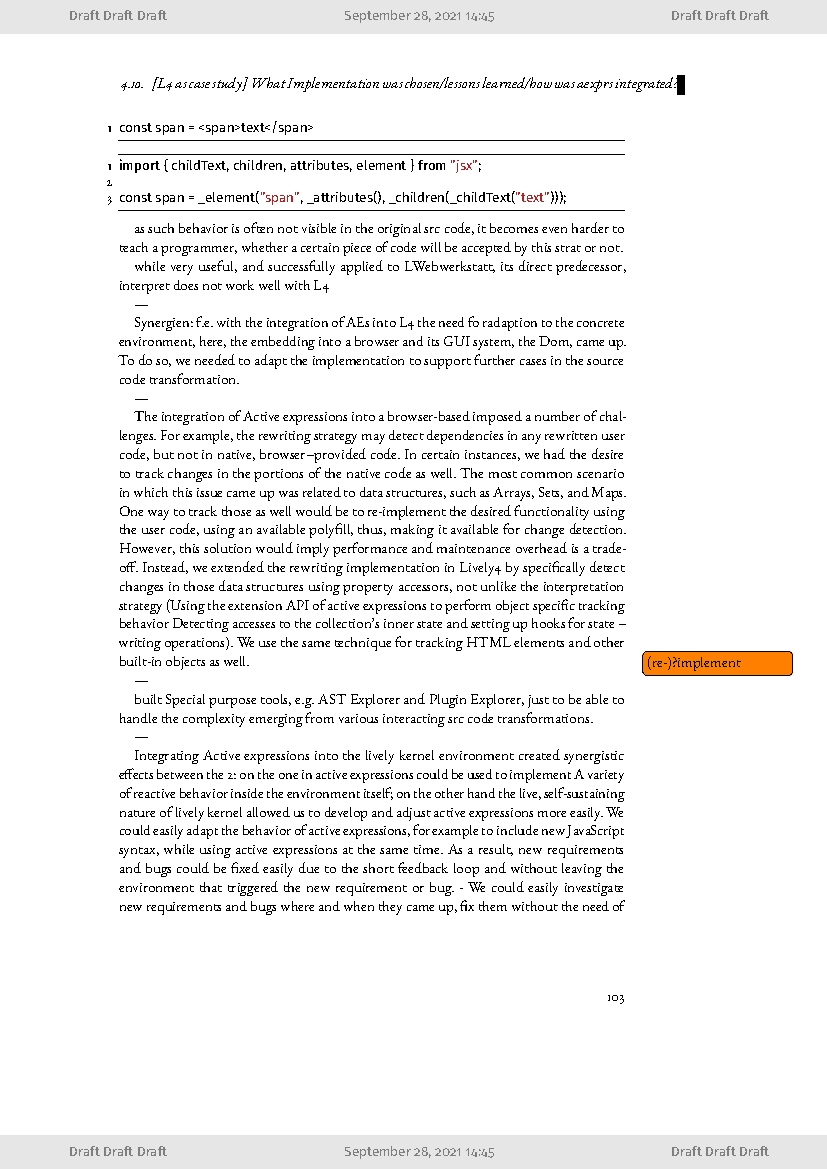 Draft Draft Draft September 28, 2021 14:45 Draft Draft Draft
4.10. [L4 as case study] What Implementation was chosen/lessons learned/how was aexprs integrated?
1 const span = <span>text</span>
1 import { childText, children, attributes, element } from "jsx";
2
3 const span = _element("span", _attributes(), _children(_childText("text")));
as such behavior is often not visible in the original src code, it becomes even harder to
teach a programmer, whether a certain piece of code will be accepted by this strat or not.
while very useful, and successfully applied to LWebwerkstatt, its direct predecessor,
interpret does not work well with L4
—
Synergien: f.e. with the integration of AEs into L4 the need fo radaption to the concrete
environment, here, the embedding into a browser and its GUI system, the Dom, came up.
To do so, we needed to adapt the implementation to support further cases in the source
code transformation.
—
The integration of Active expressions into a browser-based imposed a number of chal-
lenges. For example, the rewriting strategy may detect dependencies in any rewritten user
code, but not in native, browser–provided code. In certain instances, we had the desire
to track changes in the portions of the native code as well. The most common scenario
in which this issue came up was related to data structures, such as Arrays, Sets, and Maps.
One way to track those as well would be to re-implement the desired functionality using
the user code, using an available polyfill, thus, making it available for change detection.
However, this solution would imply performance and maintenance overhead is a trade-
off. Instead, we extended the rewriting implementation in Lively4 by specifically detect
changes in those data structures using property accessors, not unlike the interpretation
strategy (Using the extension API of active expressions to perform object specific tracking
behavior Detecting accesses to the collection's inner state and setting up hooks for state –
writing operations). We use the same technique for tracking HTML elements and other
built-in objects as well.
(re-)?implement
—
built Special purpose tools, e.g. AST Explorer and Plugin Explorer, just to be able to
handle the complexity emerging from various interacting src code transformations.
—
Integrating Active expressions into the lively kernel environment created synergistic
effects between the 2: on the one in active expressions could be used to implement A variety
of reactive behavior inside the environment itself; on the other hand the live, self-sustaining
nature of lively kernel allowed us to develop and adjust active expressions more easily. We
could easily adapt the behavior of active expressions, for example to include new JavaScript
syntax, while using active expressions at the same time. As a result, new requirements
and bugs could be fixed easily due to the short feedback loop and without leaving the
environment that triggered the new requirement or bug. - We could easily investigate
new requirements and bugs where and when they came up, fix them without the need of
103
Draft Draft Draft September 28, 2021 14:45 Draft Draft Draft